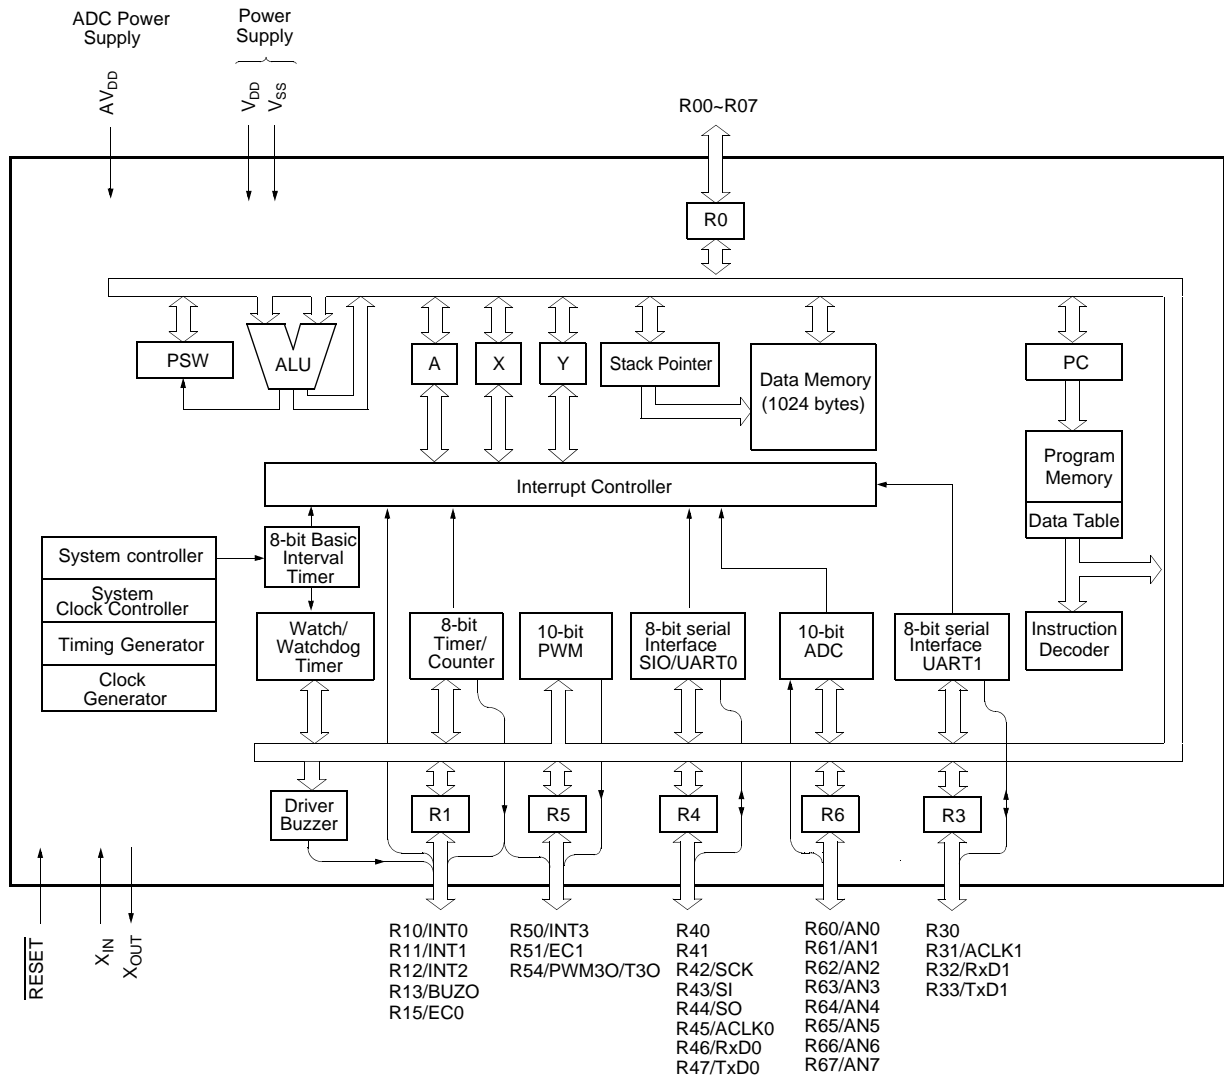 ADC Power
Supply
Power
Supply
AVDD
VDD
VSS
R00~R07
R0
PSW
ALU
A
X
Y
Stack Pointer
Data Memory
(1024 bytes)
PC
Program
Memory
Data Table
Interrupt Controller
System controller
System
Clock Controller
Timing Generator
Clock
Generator
8-bit Basic
Interval
Timer
Watch/
Watchdog
Timer
8-bit
Timer/
Counter
10-bit
PWM
8-bit serial
Interface
SIO/UART0
10-bit
ADC
8-bit serial
Interface
UART1
Instruction
Decoder
Driver
Buzzer
R1
R5
R4
R6
R3
RESET
XIN
XOUT
R10/INT0
R11/INT1
R12/INT2
R13/BUZO
R15/EC0
R50/INT3
R51/EC1
R54/PWM3O/T3O
R40
R41
R42/SCK
R43/SI
R44/SO
R45/ACLK0
R46/RxD0
R47/TxD0
R60/AN0
R61/AN1
R62/AN2
R63/AN3
R64/AN4
R65/AN5
R66/AN6
R67/AN7
R30
R31/ACLK1
R32/RxD1
R33/TxD1